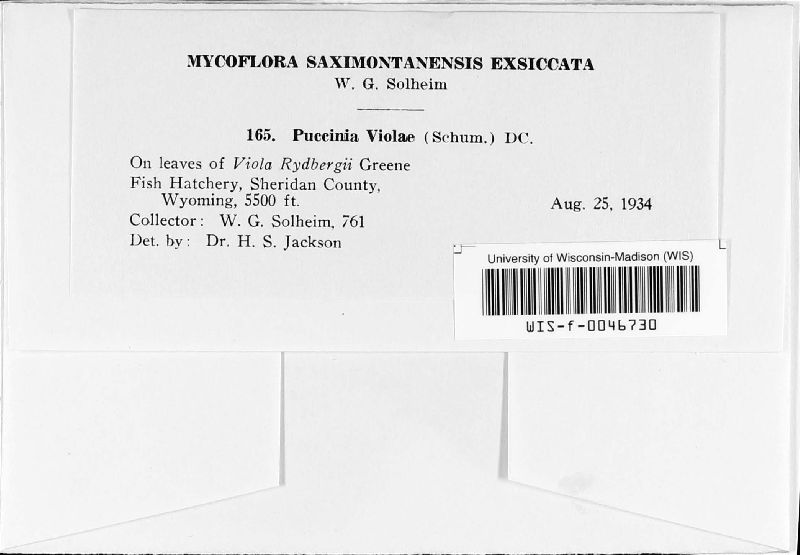 MYCOFLORA SAXIMONTANENSIS EXSICCATA
W. G. Solheim
165. Puccinia Violae (Schum.) DC.
On leaves of Viola Rydbergii Greene
Fish Hatchery, Sheridan County,
Wyoming, 5500 ft. Aug. 25, 1934
Collector: W. G. Solheim, 761
Det. by: Dr. H. S. Jackson
University of Wisconsin-Madison (WIS)
WIS-f-0046730